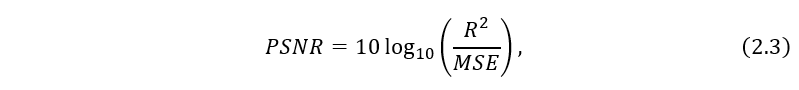 PSNR = 10 log₁₀ (R² / MSE), (2.3)